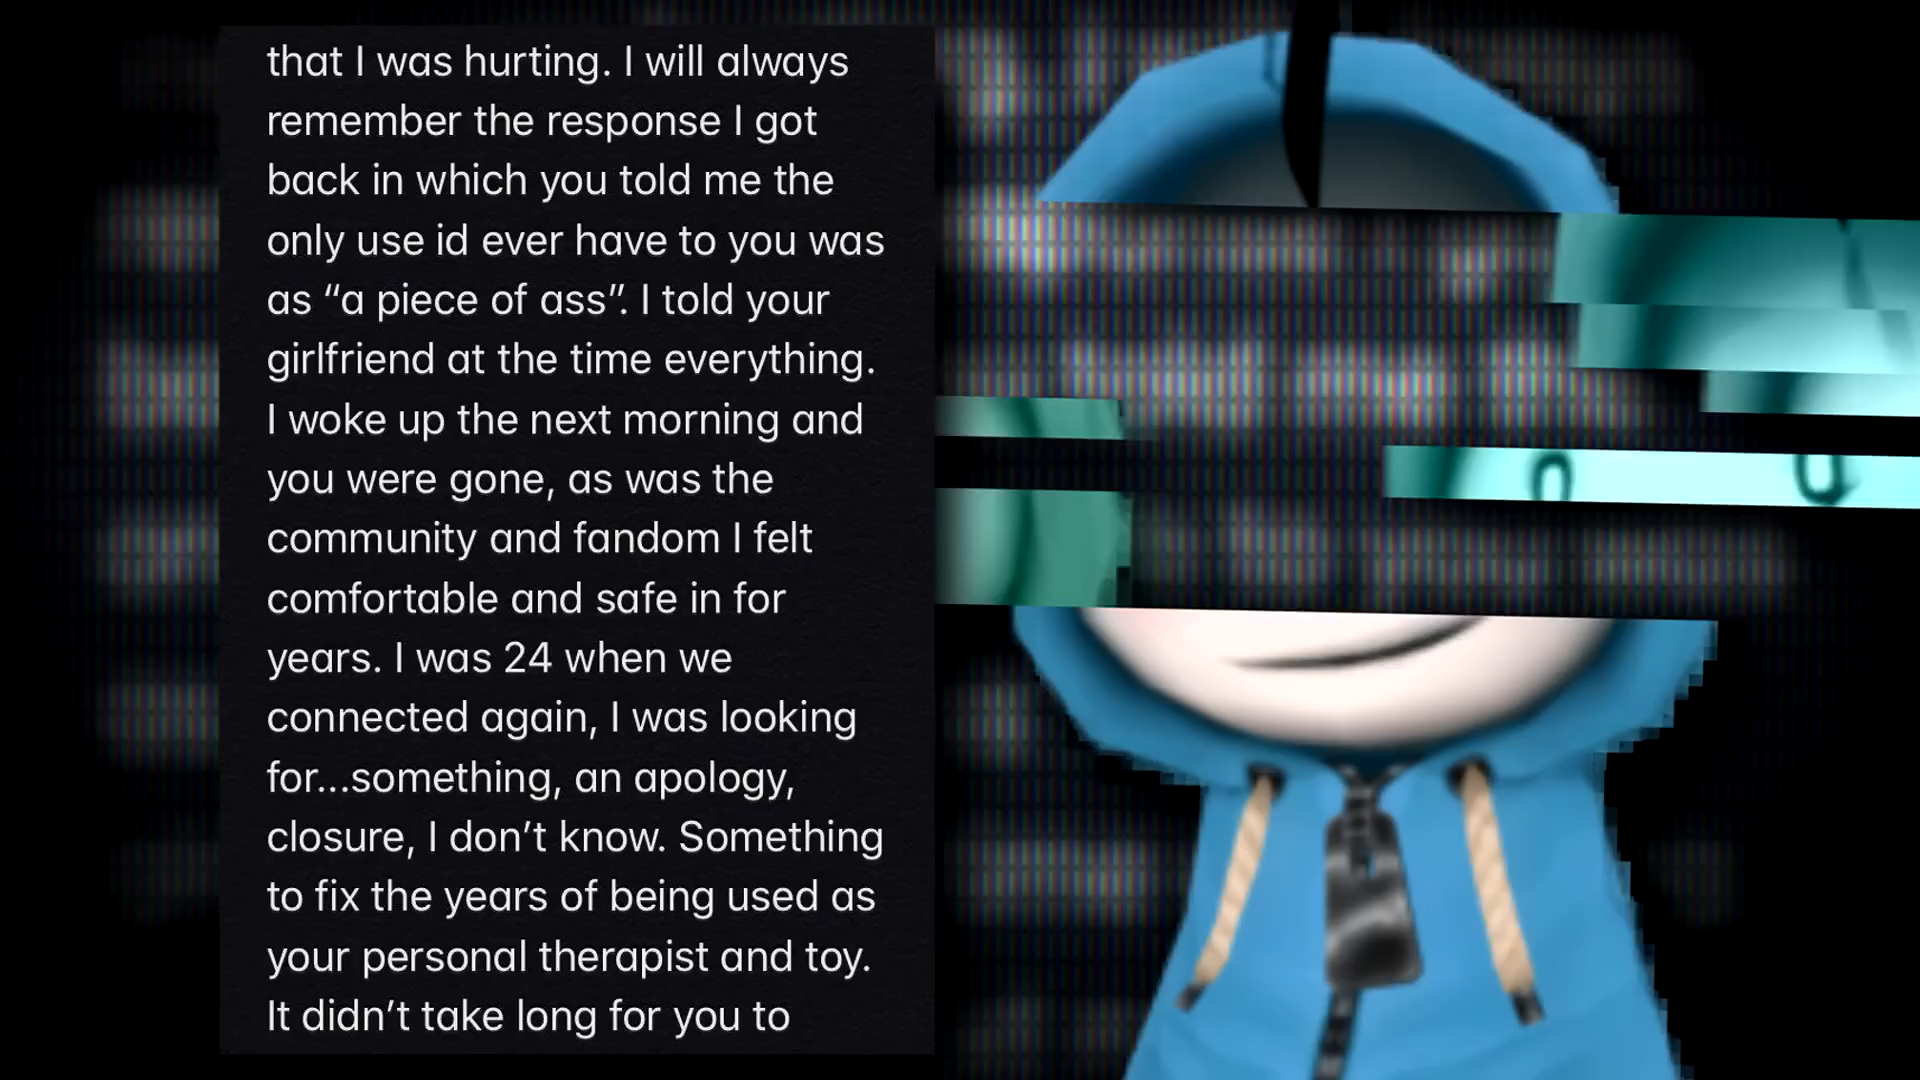 that I was hurting. I will always
remember the response I got
back in which you told me the
only use id ever have to you was
as “a piece of ass”. I told your
girlfriend at the time everything.
I woke up the next morning and
you were gone, as was the
community and fandom I felt
comfortable and safe in for
years. I was 24 when we
connected again, I was looking
for...something, an apology,
closure, I don’t know. Something
to fix the years of being used as
your personal therapist and toy.
It didn’t take long for you to